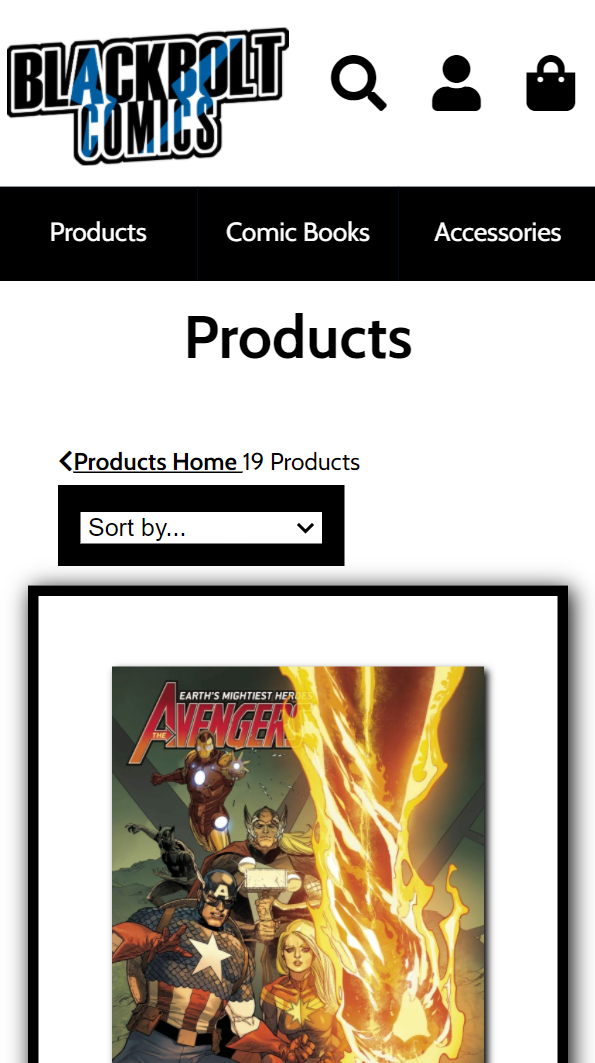 BLACKBOLT
COMICS
Products
Comic Books
Accessories
Products
Products Home 19 Products
Sort by...
EARTH'S MIGHTIEST HEROES
THE AVENGERS
A